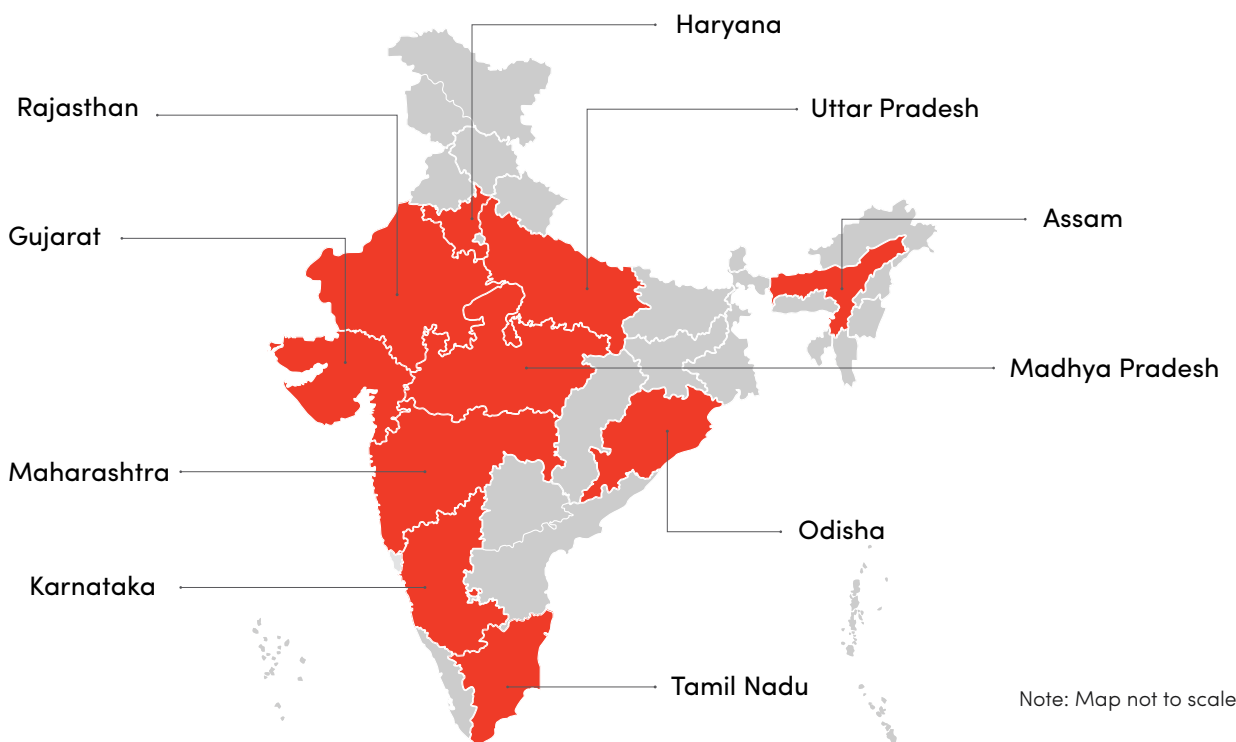 Haryana
Rajasthan
Uttar Pradesh
Assam
Gujarat
Madhya Pradesh
Maharashtra
Odisha
Karnataka
Tamil Nadu
Note: Map not to scale